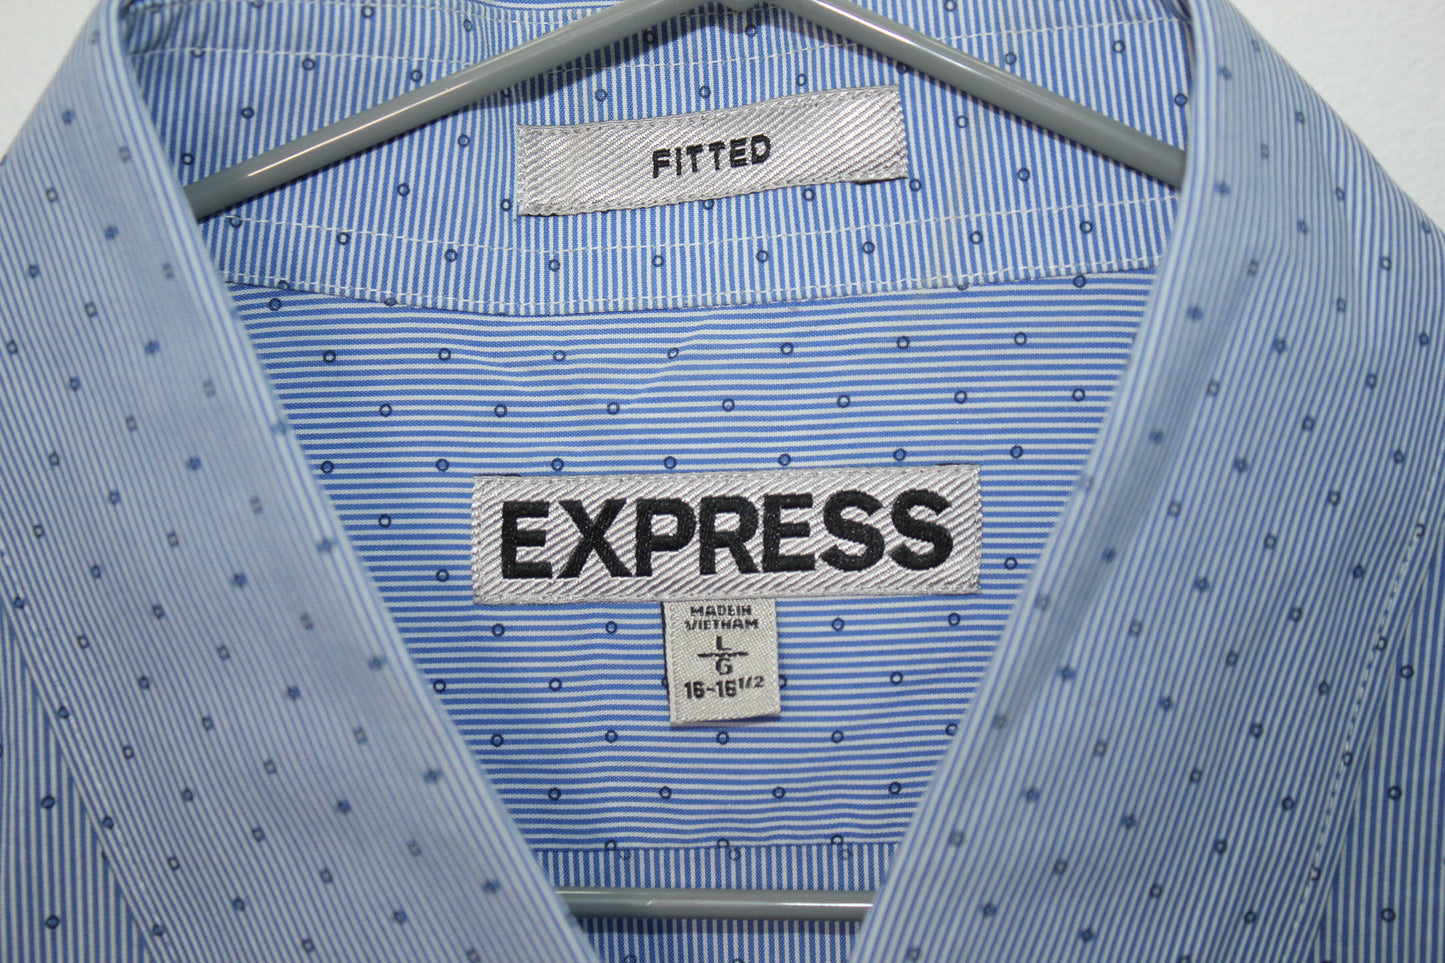 FITTED
EXPRESS
MADE IN
VIETNAM
L
G
16-16 1/2